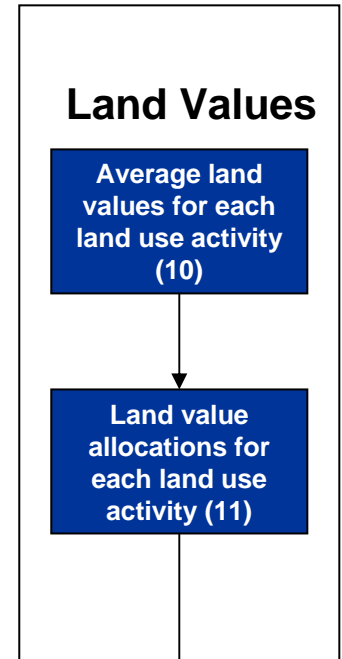 Land Values
Average land
values for each
land use activity
(10)
Land value
allocations for
each land use
activity (11)